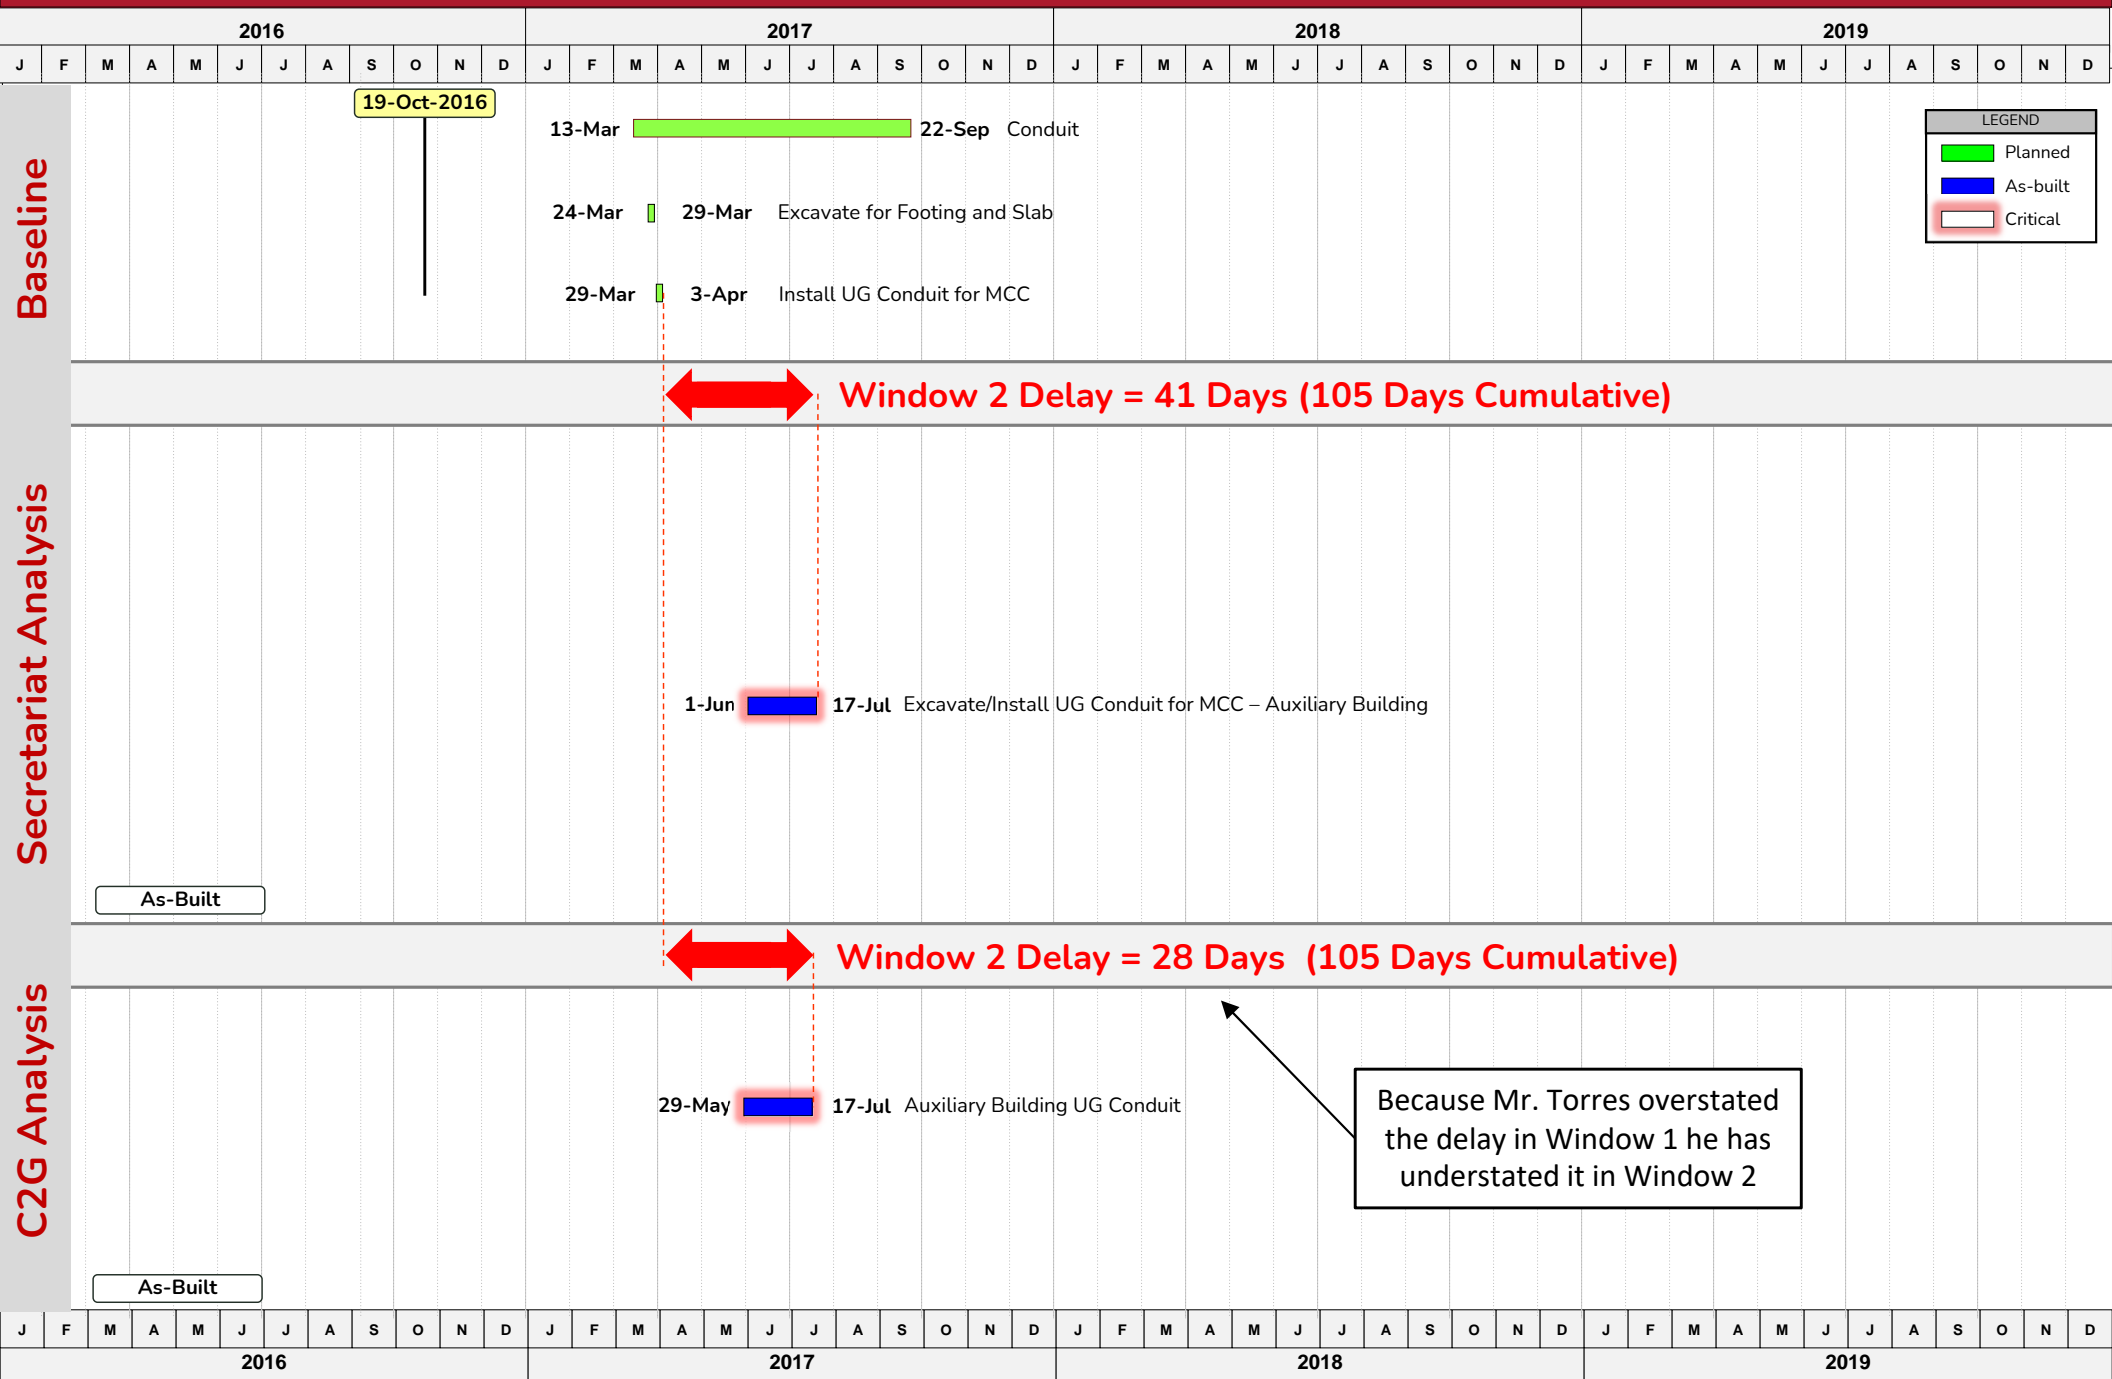 2016 2017 2018 2019
J F M A M J J A S O N D J F M A M J J A S O N D J F M A M J J A S O N D J F M A M J J A S O N D
Baseline
19-Oct-2016
13-Mar 22-Sep Conduit
24-Mar 29-Mar Excavate for Footing and Slab
29-Mar 3-Apr Install UG Conduit for MCC
LEGEND
Planned
As-built
Critical
Window 2 Delay = 41 Days (105 Days Cumulative)
Secretariat Analysis
1-Jun 17-Jul Excavate/Install UG Conduit for MCC – Auxiliary Building
As-Built
Window 2 Delay = 28 Days (105 Days Cumulative)
C2G Analysis
29-May 17-Jul Auxiliary Building UG Conduit
Because Mr. Torres overstated
the delay in Window 1 he has
understated it in Window 2
As-Built
J F M A M J J A S O N D J F M A M J J A S O N D J F M A M J J A S O N D J F M A M J J A S O N D
2016 2017 2018 2019